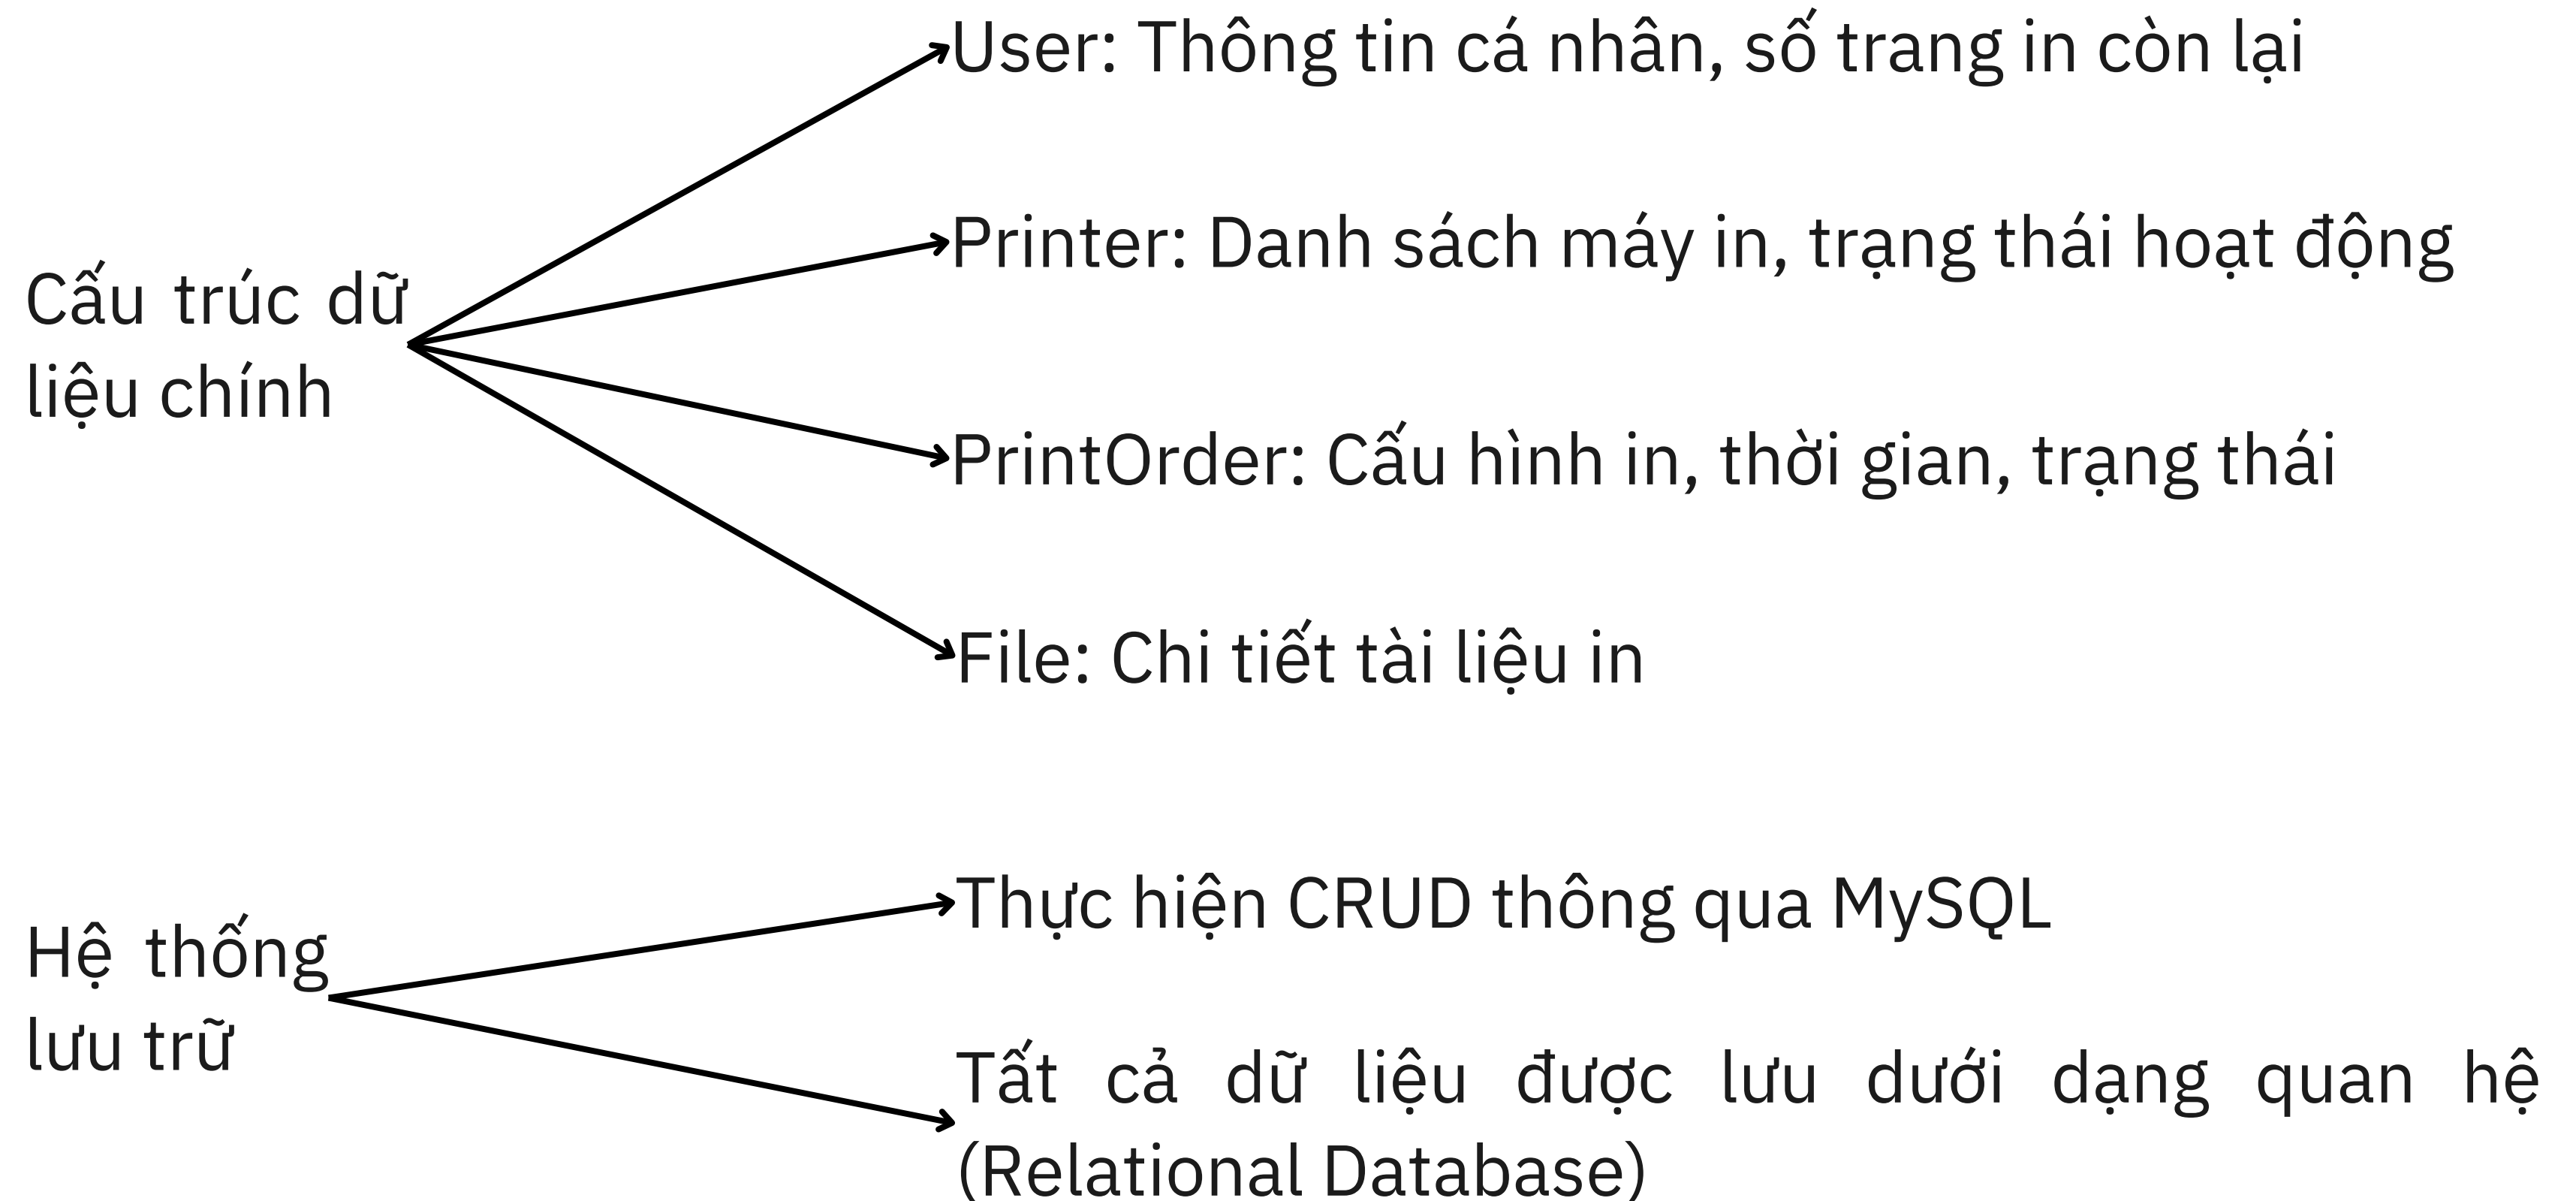 User: Thông tin cá nhân, số trang in còn lại
Printer: Danh sách máy in, trạng thái hoạt động
Cấu trúc dữ
liệu chính
PrintOrder: Cấu hình in, thời gian, trạng thái
File: Chi tiết tài liệu in
Thực hiện CRUD thông qua MySQL
Hệ thống
lưu trữ
Tất cả dữ liệu được lưu dưới dạng quan hệ
(Relational Database)